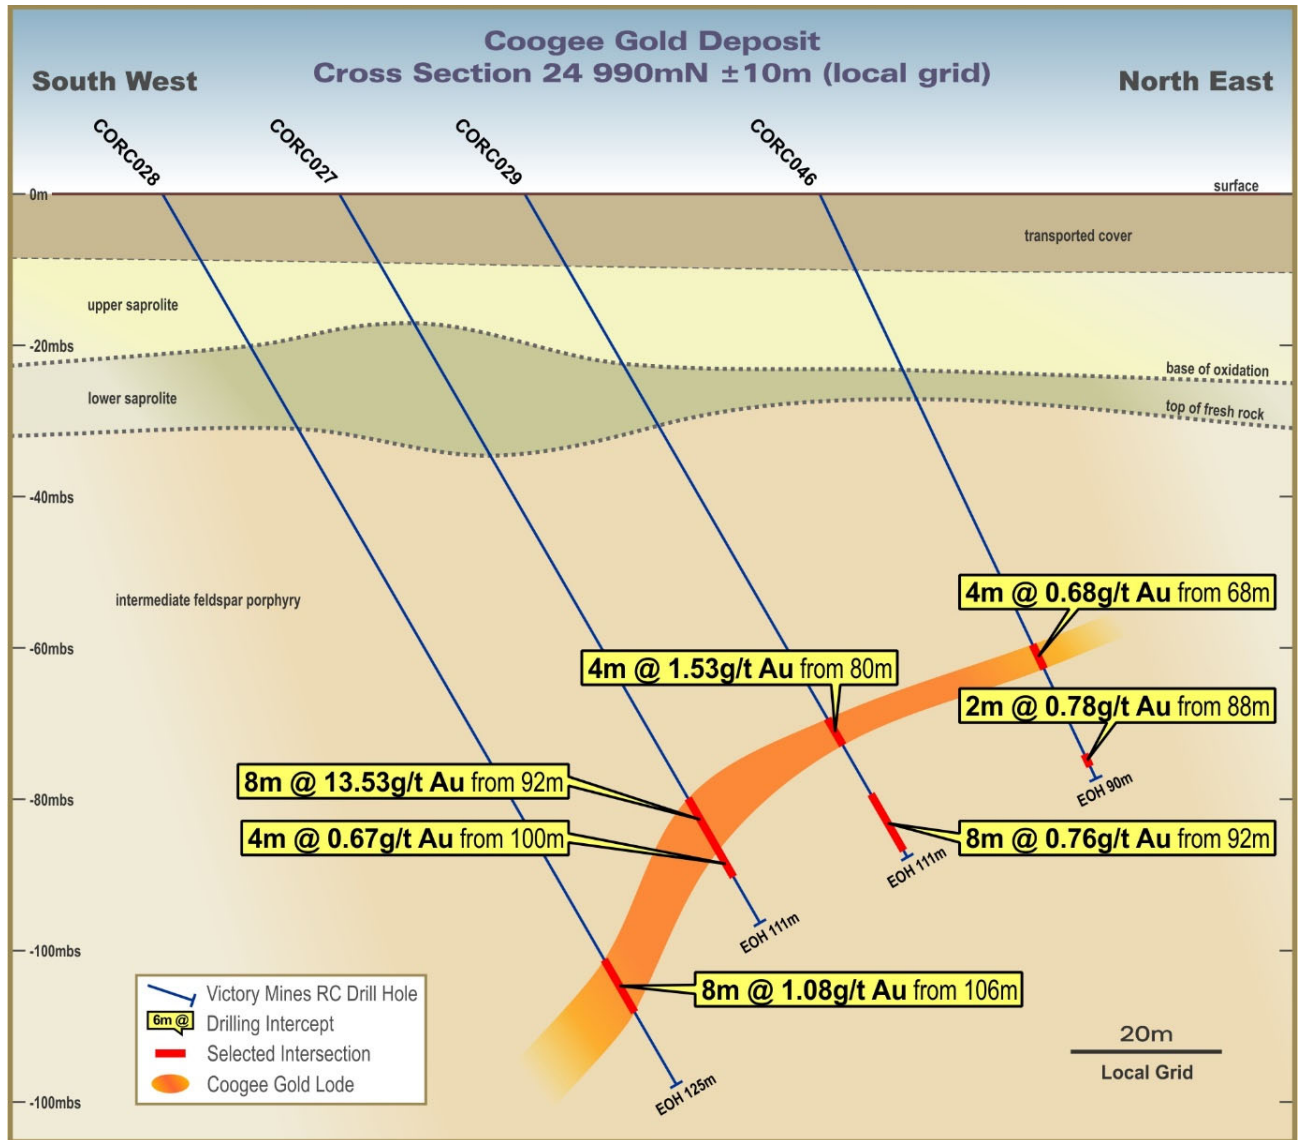 Coogee Gold Deposit
Cross Section 24 990mN ±10m (local grid)
South West
North East
CORC028
CORC027
CORC029
CORC046
0m
surface
transported cover
upper saprolite
-20mbs
base of oxidation
lower saprolite
top of fresh rock
-40mbs
4m @ 0.68g/t Au from 68m
intermediate feldspar porphyry
-60mbs
4m @ 1.53g/t Au from 80m
2m @ 0.78g/t Au from 88m
8m @ 13.53g/t Au from 92m
EOH 90m
-80mbs
4m @ 0.67g/t Au from 100m
8m @ 0.76g/t Au from 92m
EOH 111m
EOH 111m
-100mbs
8m @ 1.08g/t Au from 106m
Victory Mines RC Drill Hole
6m @
Drilling Intercept
Selected Intersection
Coogee Gold Lode
20m
Local Grid
EOH 125m
-100mbs